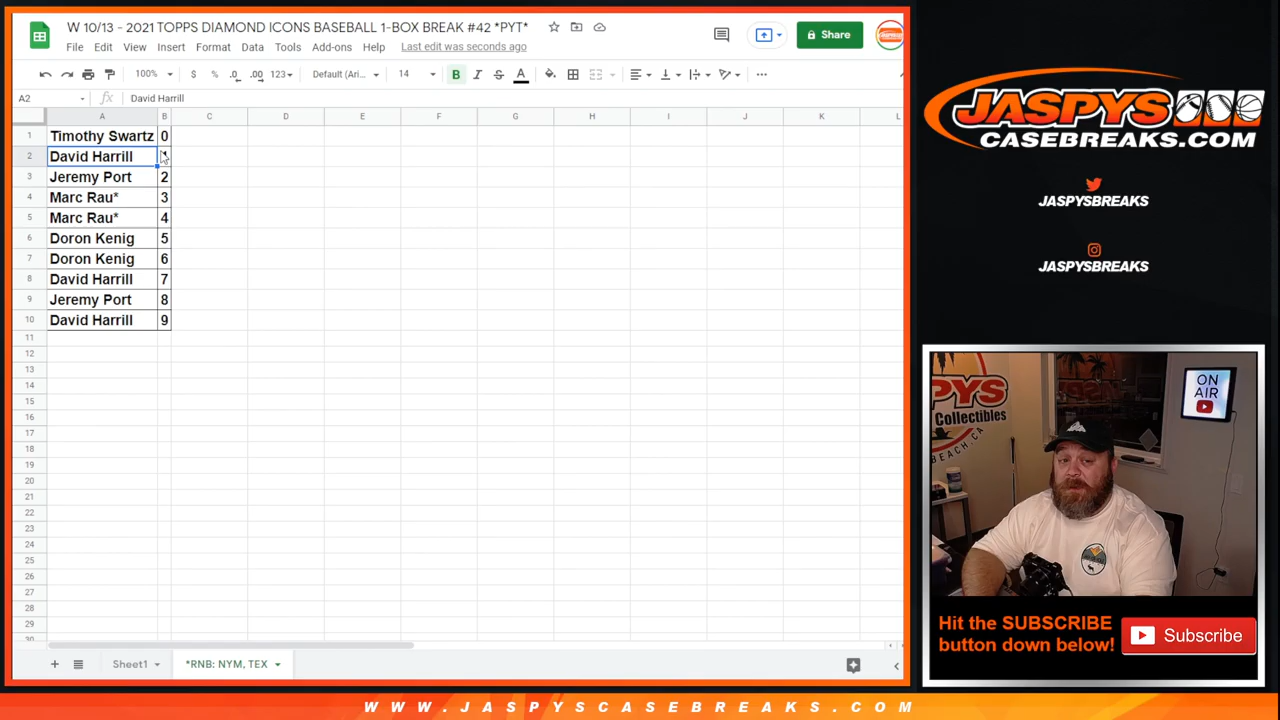 W 10/13 - 2021 TOPPS DIAMOND ICONS BASEBALL 1-BOX BREAK #42 *PYT*
File Edit View Insert Format Data Tools Add-ons Help Last edit was seconds ago
Share
100% $ % .0 .00 123 Default (Ari... 14 B I S A
A2 fx David Harrill
A B C D E F G H I J K L
1 Timothy Swartz 0
2 David Harrill
3 Jeremy Port 2
4 Marc Rau* 3
5 Marc Rau* 4
6 Doron Kenig 5
7 Doron Kenig 6
8 David Harrill 7
9 Jeremy Port 8
10 David Harrill 9
11
12
13
14
15
16
17
18
19
20
21
22
23
24
25
26
27
28
29
30
Sheet1 *RNB: NYM, TEX
JASPYS
CASEBREAKS.COM
JASPYSBREAKS
JASPYSBREAKS
PYS
Collectibles
BEACH, CA
ON
AIR
Hit the SUBSCRIBE
button down below!
Subscribe
WWW.JASPYSCASEBREAKS.COM